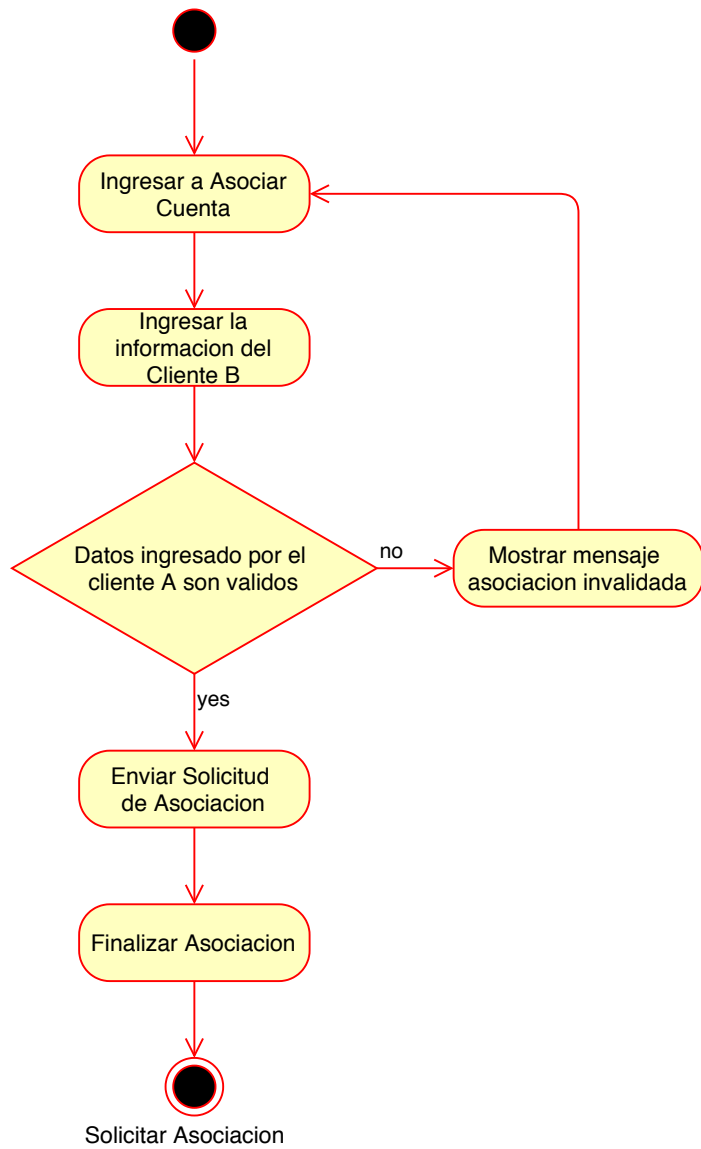 Ingresar a Asociar
Cuenta
Ingresar la
informacion del
Cliente B
Datos ingresado por el
cliente A son validos
no
Mostrar mensaje
asociacion invalidada
yes
Enviar Solicitud
de Asociacion
Finalizar Asociacion
Solicitar Asociacion